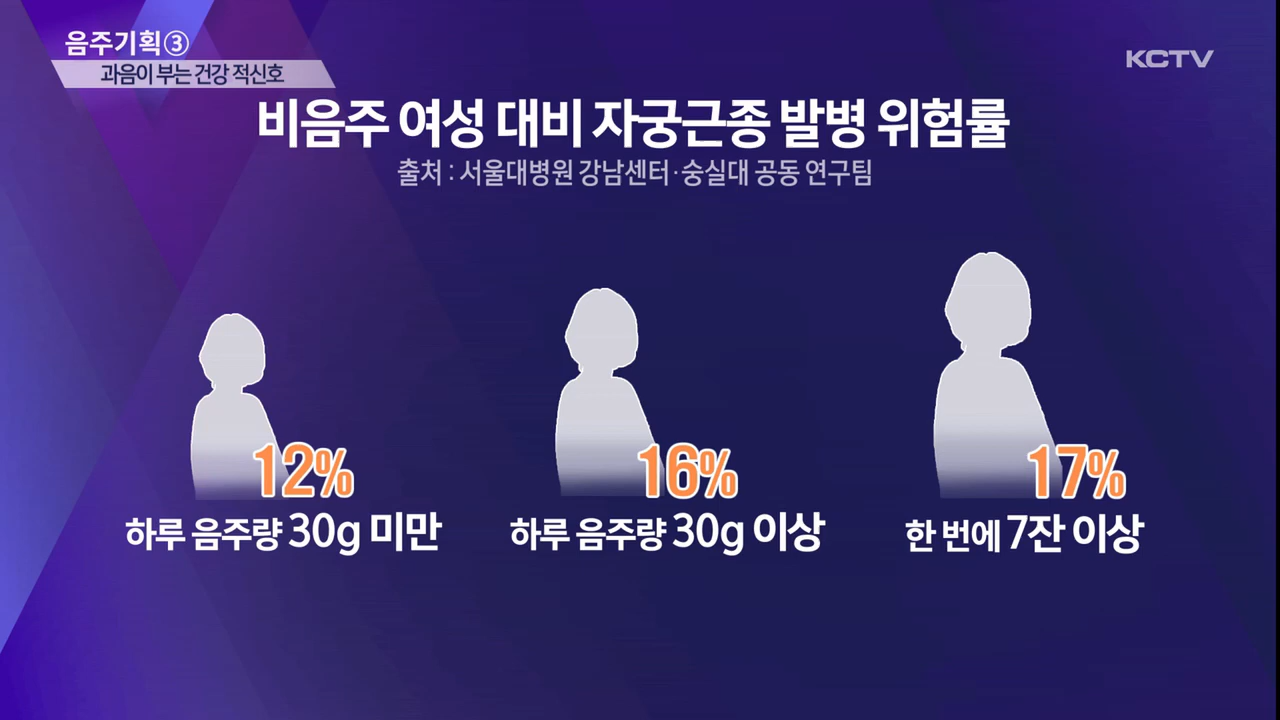 음주기획③
과음이 부는 건강 적신호
KCTV
비음주 여성 대비 자궁근종 발병 위험률
출처 : 서울대병원 강남센터·숭실대 공동 연구팀
12%
16%
17%
하루 음주량 30g 미만
하루 음주량 30g 이상
한 번에 7잔 이상